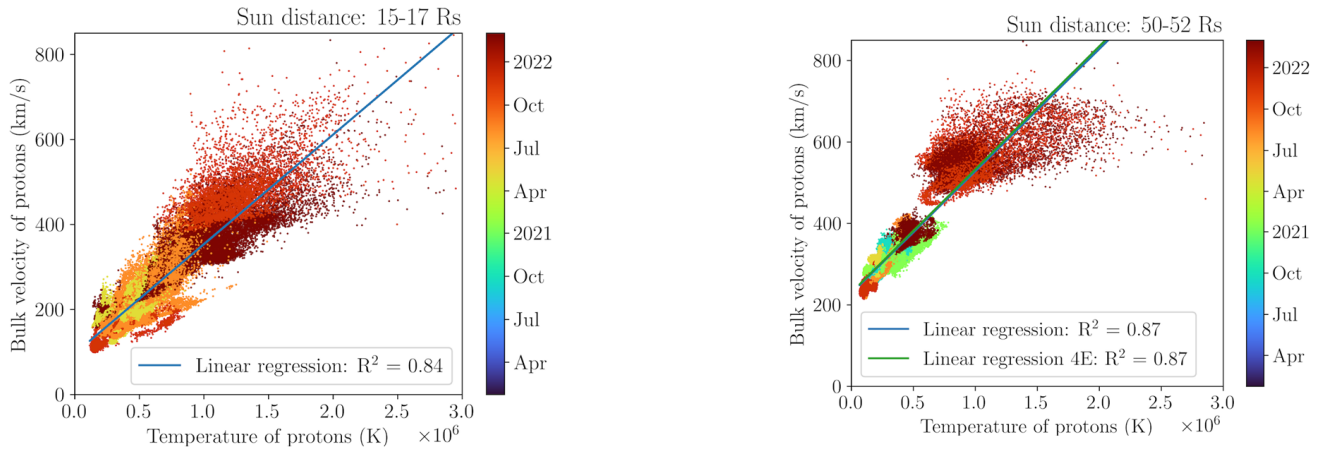 Sun distance: 15-17 Rs
Bulk velocity of protons (km/s)
800
600
400
200
0
0.0 0.5 1.0 1.5 2.0 2.5 3.0
Temperature of protons (K) ×10⁶
Linear regression: R² = 0.84
2022
Oct
Jul
Apr
2021
Oct
Jul
Apr
Sun distance: 50-52 Rs
Bulk velocity of protons (km/s)
800
600
400
200
0
0.0 0.5 1.0 1.5 2.0 2.5 3.0
Temperature of protons (K) ×10⁶
Linear regression: R² = 0.87
Linear regression 4E: R² = 0.87
2022
Oct
Jul
Apr
2021
Oct
Jul
Apr